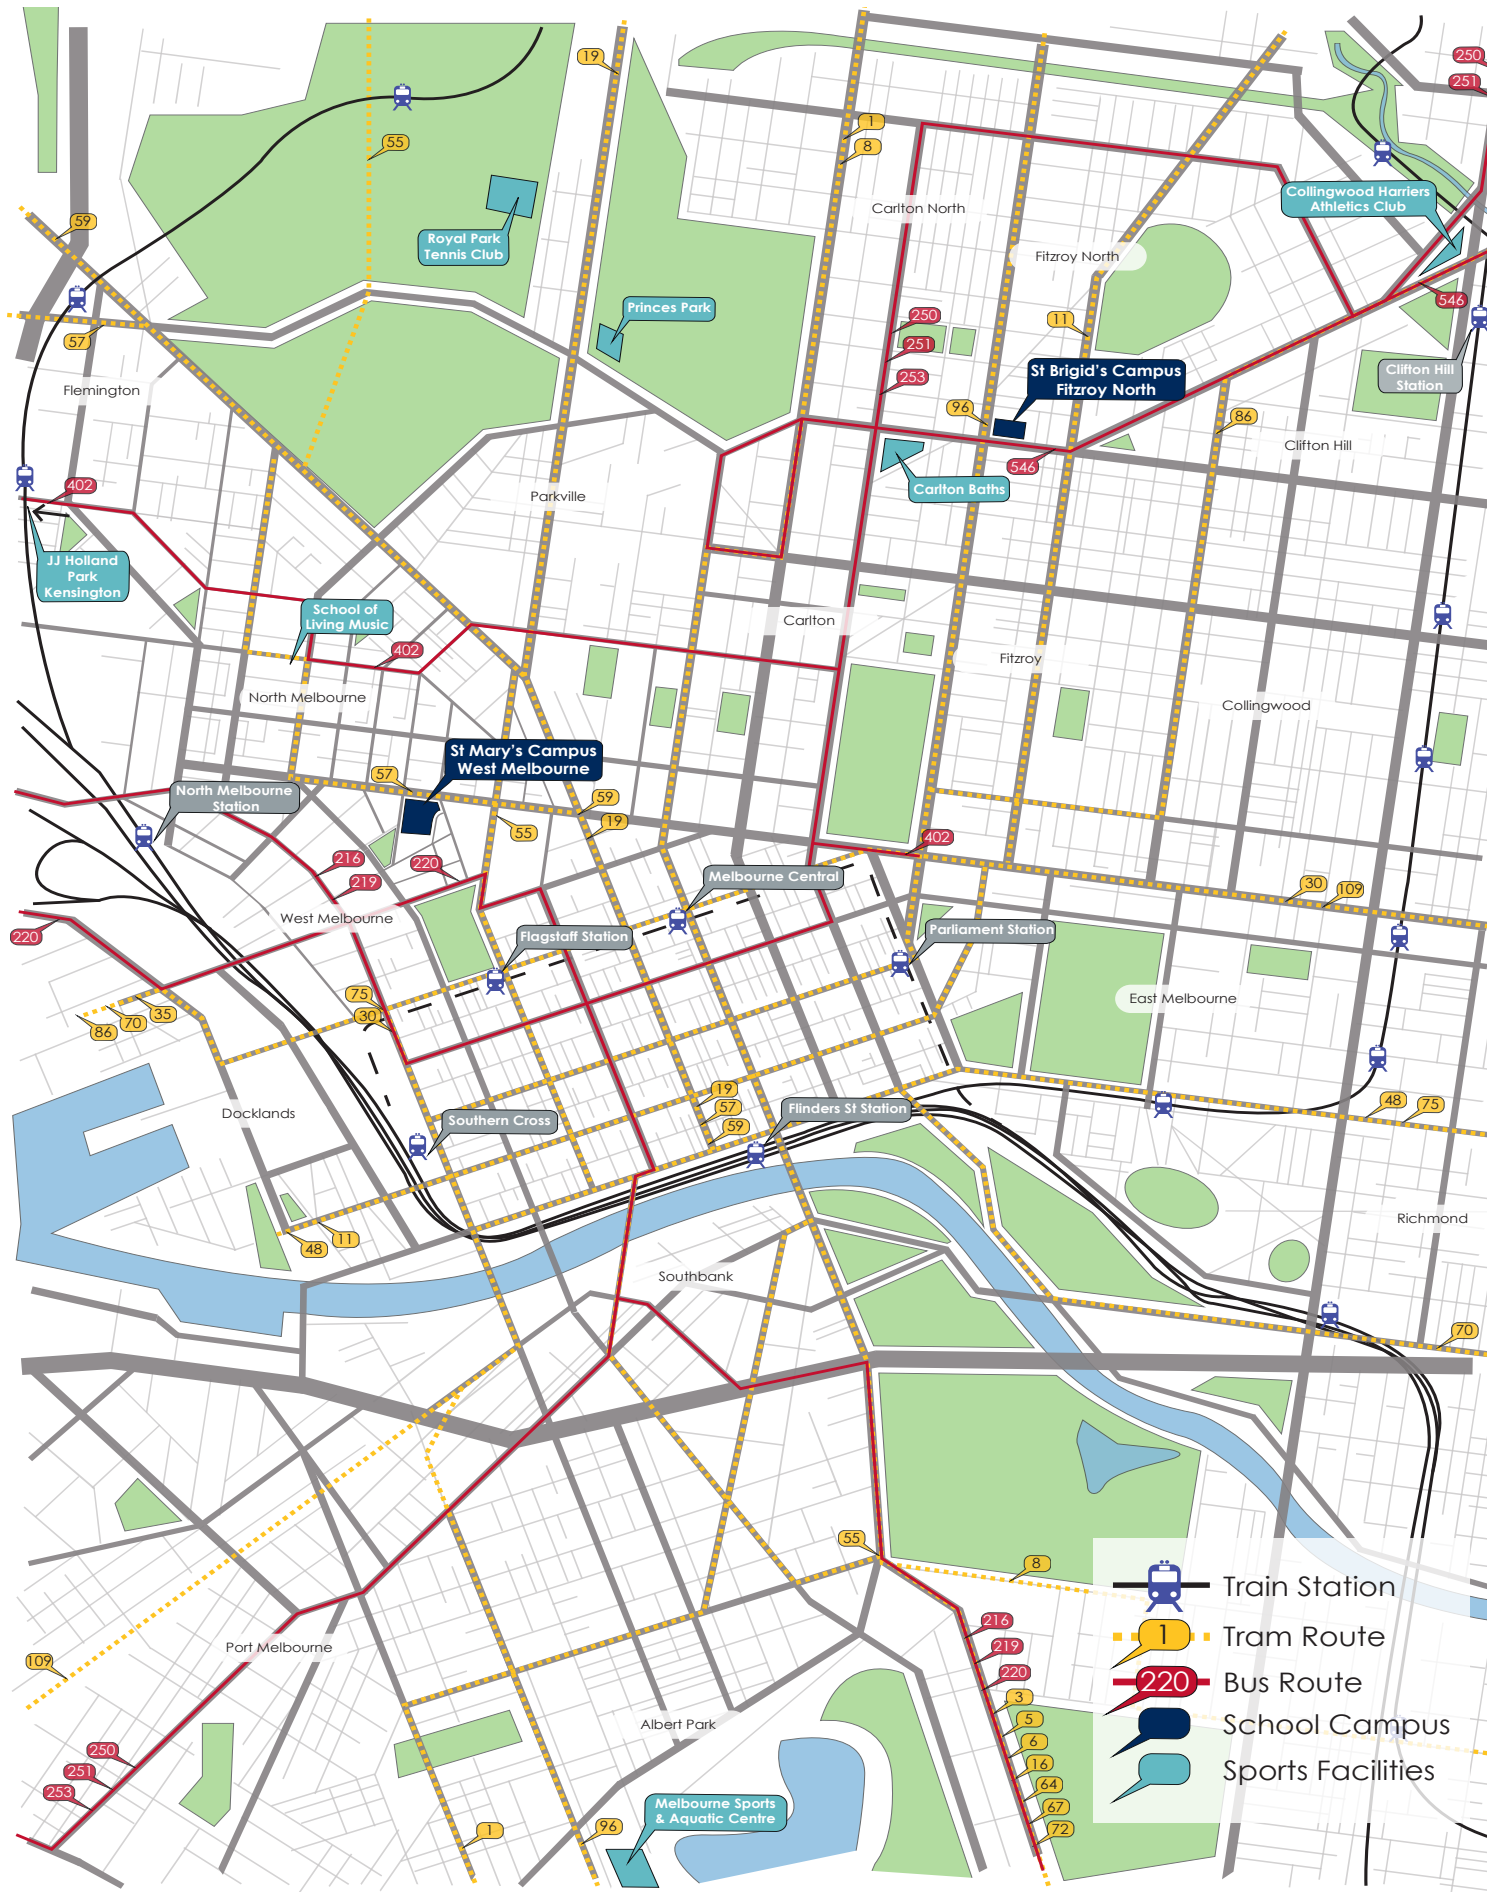 19
250
251
1
55
8
Collingwood Harriers
Athletics Club
Carlton North
59
Royal Park
Tennis Club
Fitzroy North
546
Princes Park
250
11
57
251
St Brigid's Campus
Fitzroy North
Clifton Hill
Station
253
Flemington
96
86
Clifton Hill
546
402
Carlton Baths
Parkville
JJ Holland
Park
Kensington
School of
Living Music
Carlton
402
Fitzroy
North Melbourne
Collingwood
St Mary's Campus
West Melbourne
57
North Melbourne
Station
59
19
55
402
216
220
219
Melbourne Central
30
109
West Melbourne
220
Flagstaff Station
Parliament Station
75
East Melbourne
30
35
70
86
19
48
75
57
Flinders St Station
Docklands
Southern Cross
59
Richmond
11
48
Southbank
70
55
8
Train Station
1
Tram Route
216
219
220
220
Bus Route
Port Melbourne
109
3
5
School Campus
Albert Park
6
250
16
Sports Facilities
251
64
253
67
Melbourne Sports
& Aquatic Centre
72
1
96